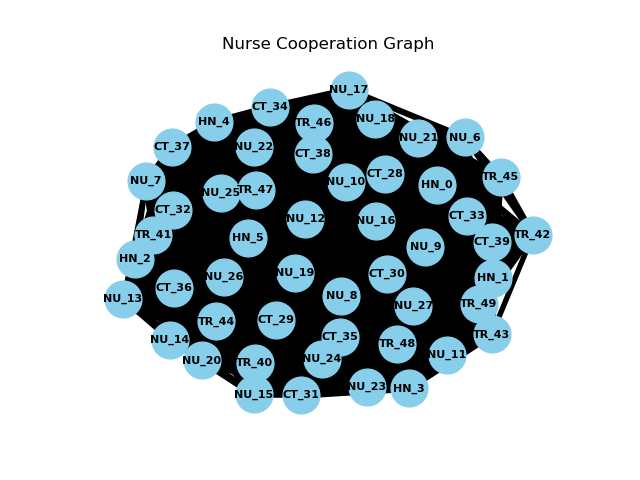 Nurse Cooperation Graph
NU_17
CT_34
HN_4
TR_46
NU_18
NU_21
NU_6
CT_37
NU_22
CT_38
NU_7
NU_25
TR_47
NU_10
CT_28
HN_0
TR_45
CT_32
NU_12
NU_16
CT_33
TR_41
HN_5
NU_9
CT_39
TR_42
HN_2
NU_26
NU_19
CT_30
HN_1
NU_13
CT_36
NU_8
NU_27
TR_49
TR_44
CT_29
CT_35
TR_43
NU_14
TR_48
NU_20
TR_40
NU_24
NU_11
NU_15
CT_31
NU_23
HN_3